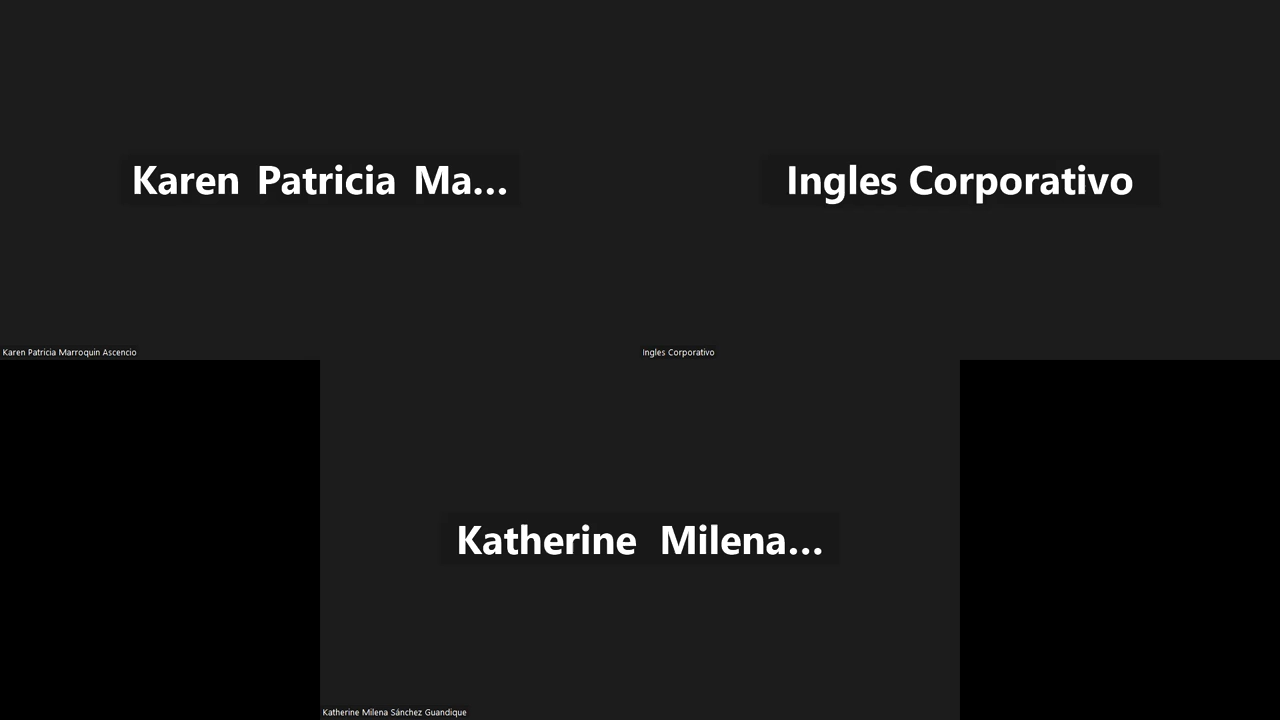 Karen Patricia Ma...
Ingles Corporativo
Karen Patricia Marroquin Ascencio
Ingles Corporativo
Katherine Milena...
Katherine Milena Sánchez Guandique